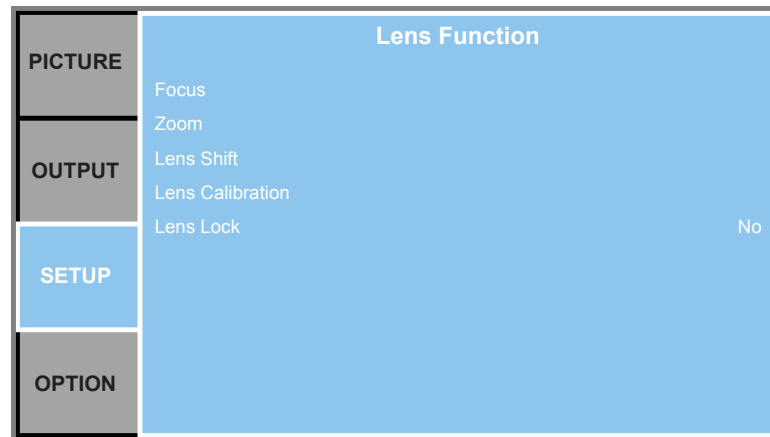 PICTURE
OUTPUT
SETUP
OPTION
Lens Function
Focus
Zoom
Lens Shift
Lens Calibration
Lens Lock No